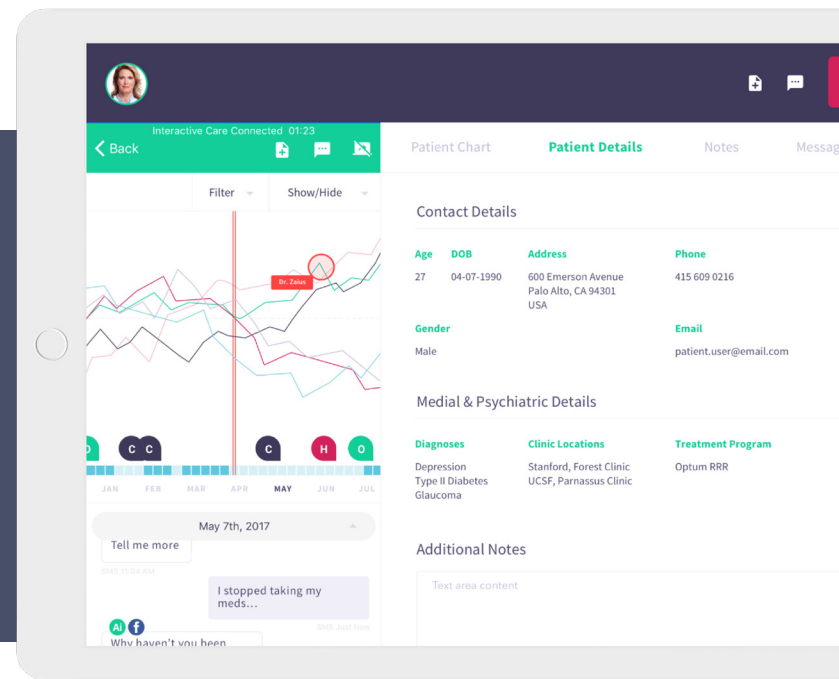 Interactive Care Connected 01:23
Back
Filter
Show/Hide
Dr. Zaius
C C
C
H
O
JAN FEB MAR APR MAY JUN JUL
May 7th, 2017
Tell me more
SMS 11:54 AM
I stopped taking my
meds...
SMS Just Now
Ai f
Why haven't you been
Patient Chart
Patient Details
Notes
Messag
Contact Details
Age DOB Address Phone
27 04-07-1990 600 Emerson Avenue 415 609 0216
Palo Alto, CA 94301
USA
Gender Email
Male patient.user@email.com
Medial & Psychiatric Details
Diagnoses Clinic Locations Treatment Program
Depression Stanford, Forest Clinic Optum RRR
Type II Diabetes UCSF, Parnassus Clinic
Glaucoma
Additional Notes
Text area content